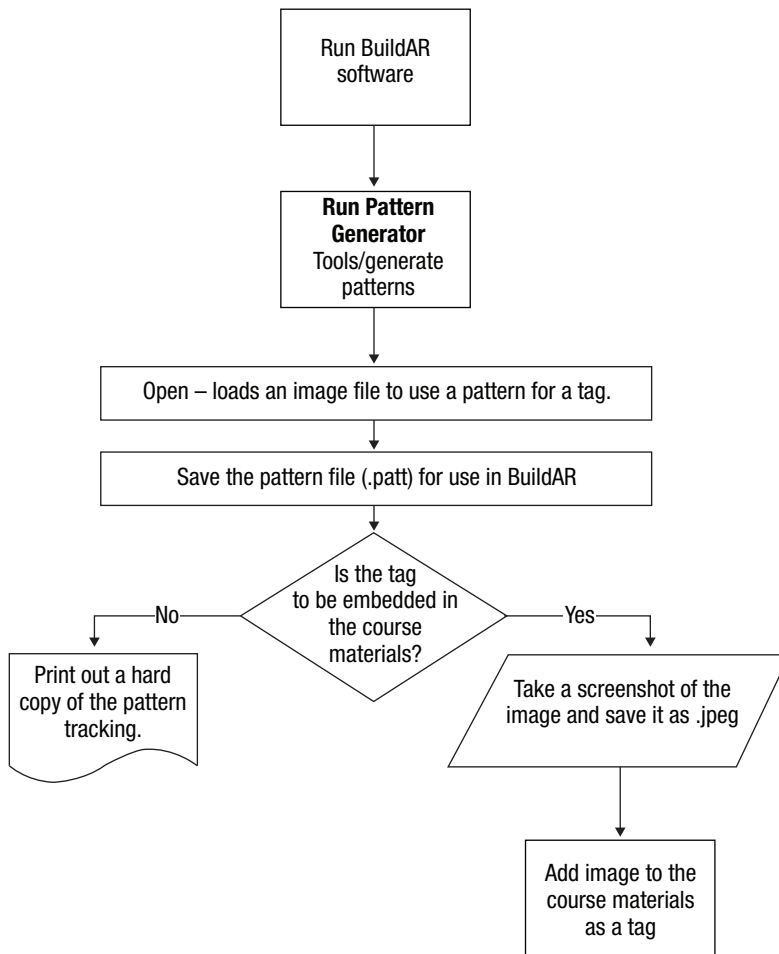 Run BuildAR
software
Run Pattern
Generator
Tools/generate
patterns
Open – loads an image file to use a pattern for a tag.
Save the pattern file (.patt) for use in BuildAR
Is the tag
to be embedded in
the course
materials?
No
Yes
Print out a hard
copy of the pattern
tracking.
Take a screenshot of the
image and save it as .jpeg
Add image to the
course materials
as a tag